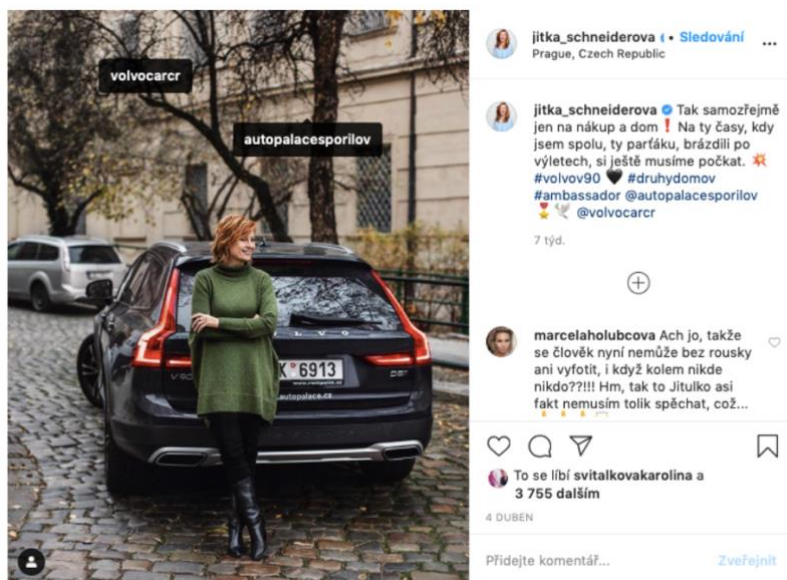 volvocarcr
autopalacesporilov
V90
V O L V O
6913
D5
autopalace.cz
jitka_schneiderova • Sledování
Prague, Czech Republic
jitka_schneiderova Tak samozřejmě
jen na nákup a dom❗ Na ty časy, kdy
jsem spolu, ty parťáku, brázdili po
výletech, si ještě musíme počkat. 💥
#volvov90 🖤 #druhydomov
#ambassador @autopalacesporilov
🎖️🕊️ @volvocarcr
7 týd.
marcelaholubcova Ach jo, takže
se člověk nyní nemůže bez rousky
ani vyfotit, i když kolem nikde
nikdo??!!! Hm, tak to Jitulko asi
fakt nemusím tolik spěchat, což...
To se líbí svitalkovakarolina a
3 755 dalším
4 DUBEN
Přidejte komentář...
Zveřejnit